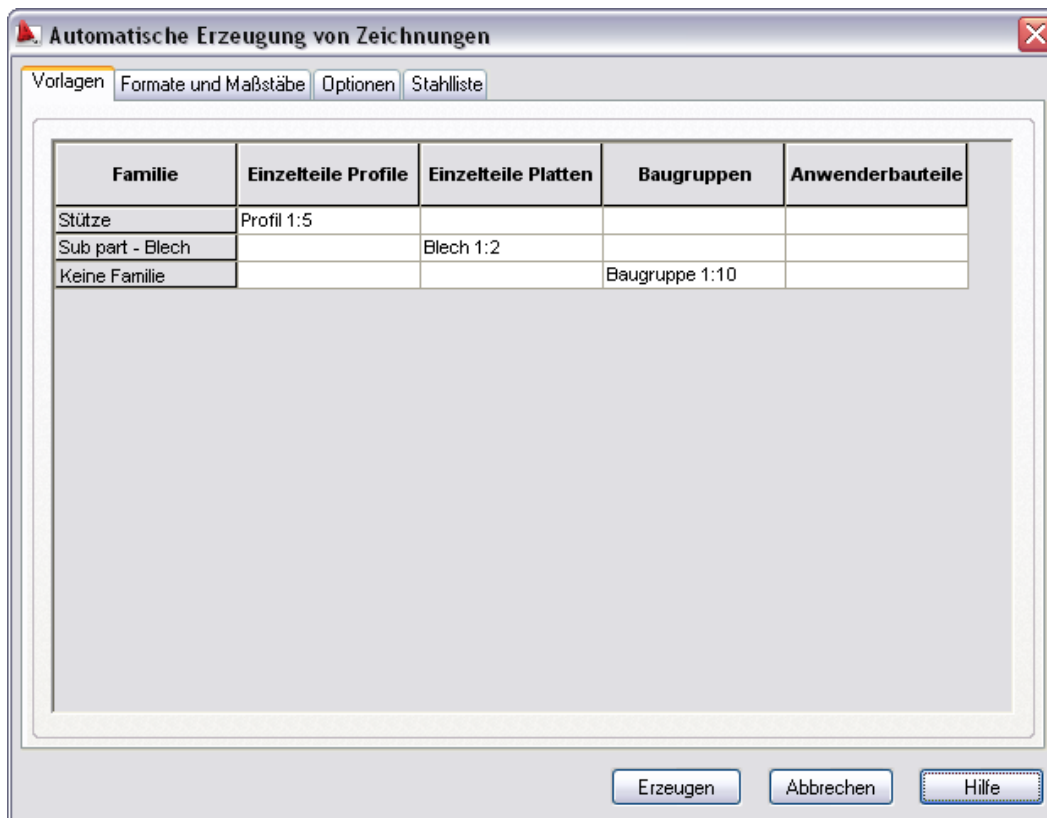 Automatische Erzeugung von Zeichnungen
Vorlagen Formate und Maßstäbe Optionen Stahlliste
Familie Einzelteile Profile Einzelteile Platten Baugruppen Anwenderbauteile
Stütze Profil 1:5
Sub part - Blech Blech 1:2
Keine Familie Baugruppe 1:10
Erzeugen Abbrechen Hilfe